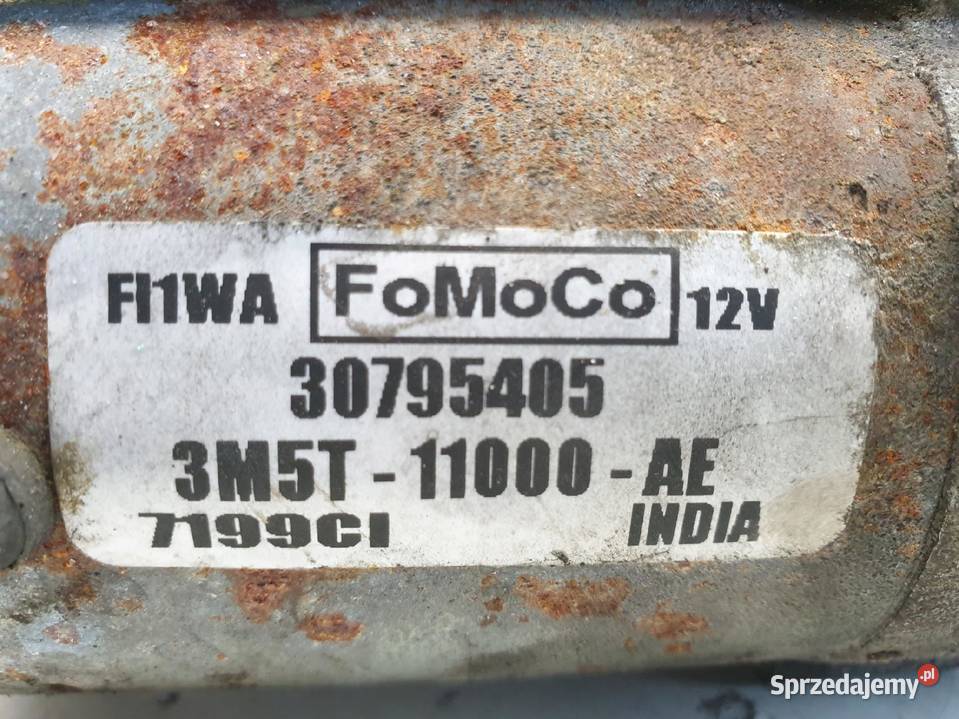 FI1WA FoMoCo 12V
30795405
3M5T - 11000 - AE
7199CI INDIA
Sprzedajemy.pl